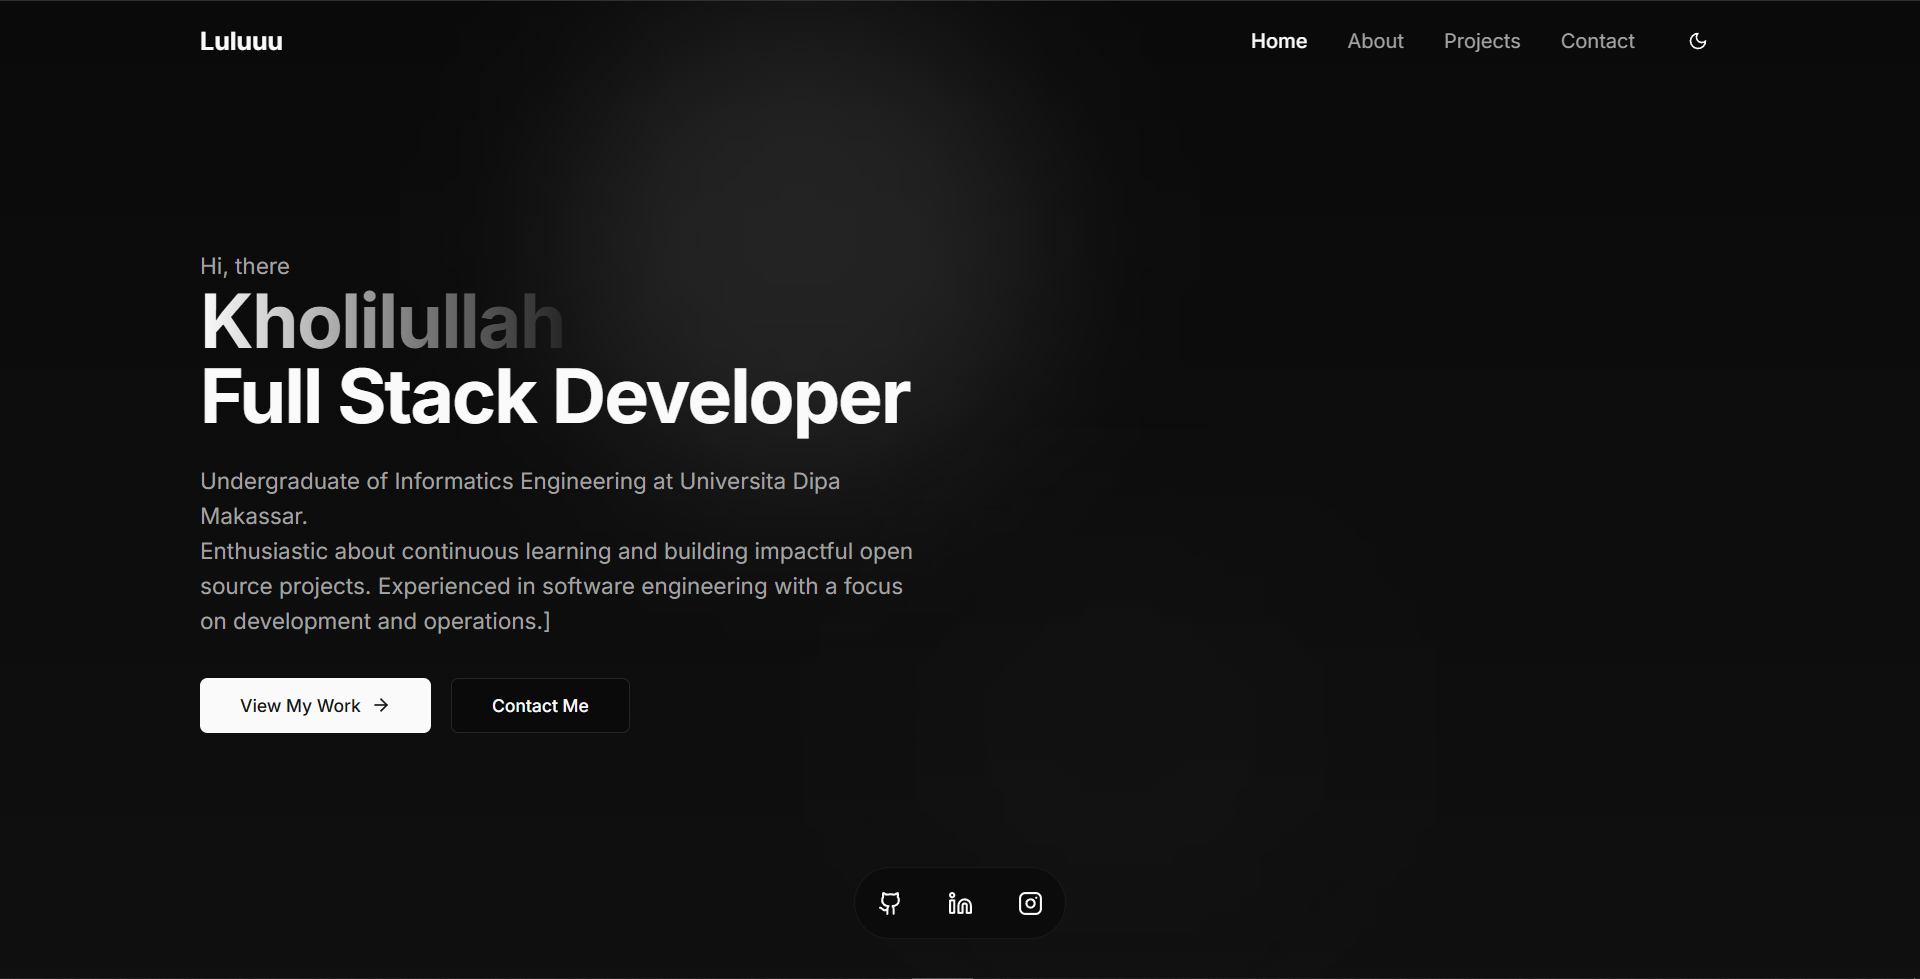 Luluuu
Home
About
Projects
Contact
Hi, there
Kholilullah
Full Stack Developer
Undergraduate of Informatics Engineering at Universita Dipa
Makassar.
Enthusiastic about continuous learning and building impactful open
source projects. Experienced in software engineering with a focus
on development and operations.]
View My Work →
Contact Me